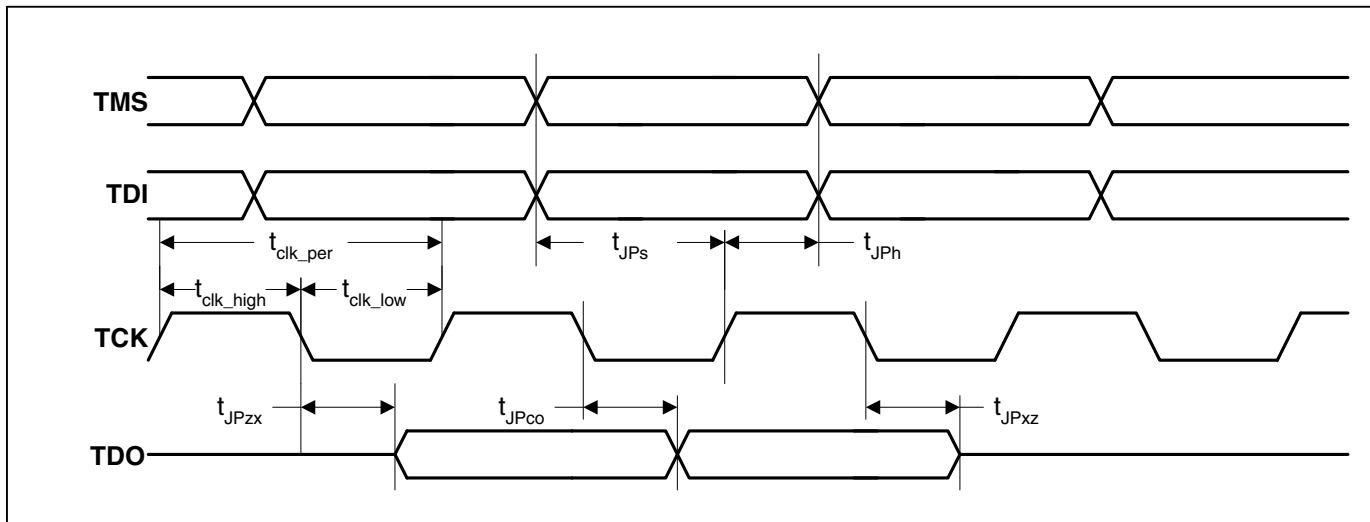 TMS
TDI
t_clk_per
t_JPs
t_JPh
t_clk_high
t_clk_low
TCK
t_JPzx
t_JPco
t_JPxz
TDO